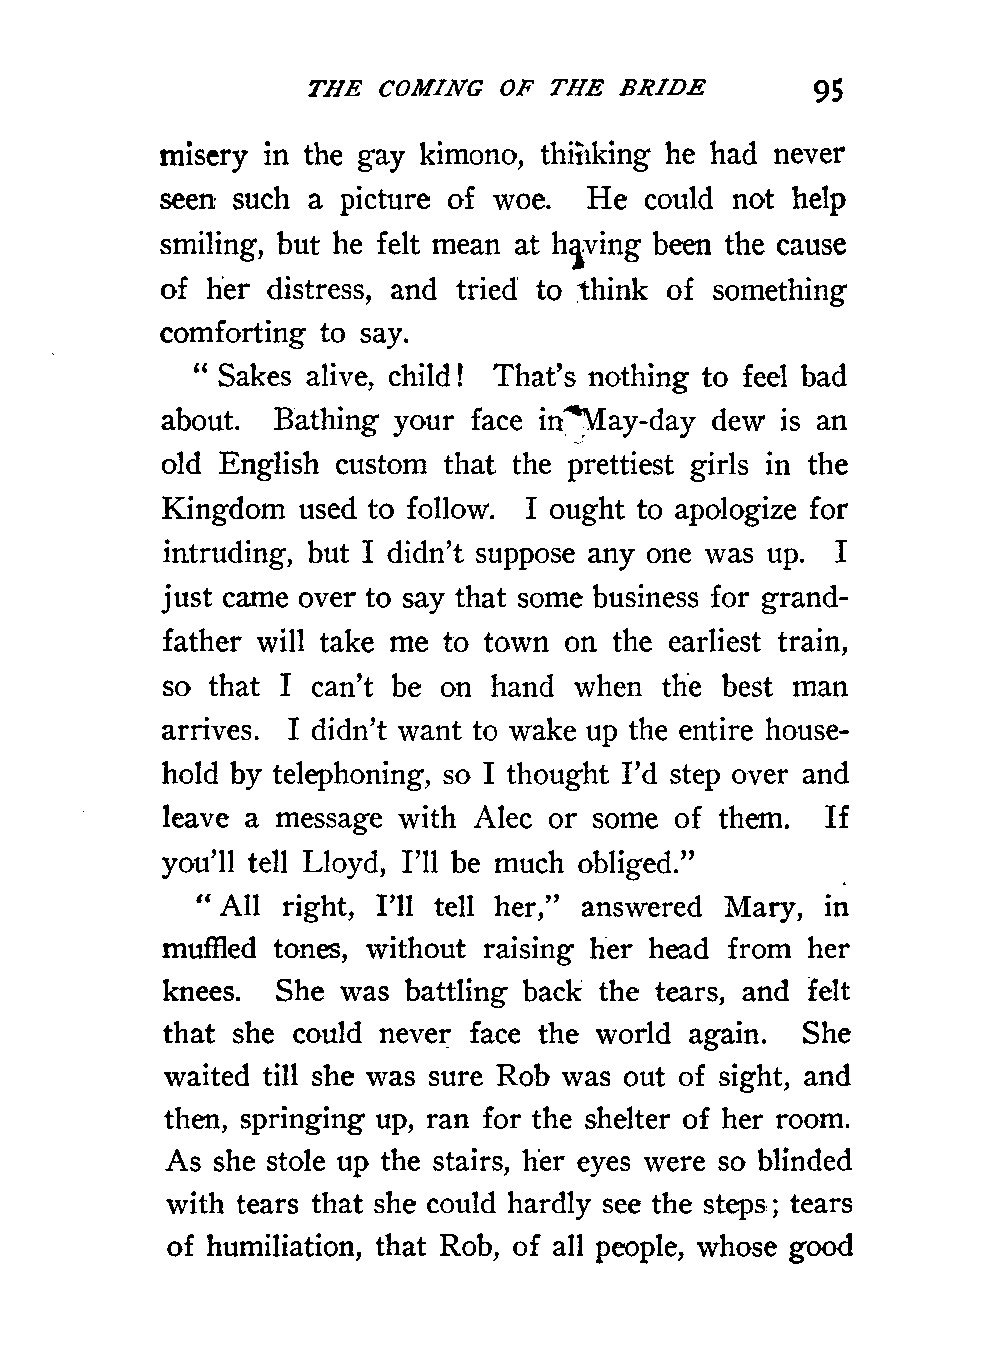 THE COMING OF THE BRIDE 95
misery in the gay kimono, thinking he had never
seen such a picture of woe. He could not help
smiling, but he felt mean at having been the cause
of her distress, and tried to think of something
comforting to say.
“ Sakes alive, child! That’s nothing to feel bad
about. Bathing your face in May-day dew is an
old English custom that the prettiest girls in the
Kingdom used to follow. I ought to apologize for
intruding, but I didn’t suppose any one was up. I
just came over to say that some business for grand-
father will take me to town on the earliest train,
so that I can’t be on hand when the best man
arrives. I didn’t want to wake up the entire house-
hold by telephoning, so I thought I’d step over and
leave a message with Alec or some of them. If
you’ll tell Lloyd, I’ll be much obliged.”
“ All right, I’ll tell her,” answered Mary, in
muffled tones, without raising her head from her
knees. She was battling back the tears, and felt
that she could never face the world again. She
waited till she was sure Rob was out of sight, and
then, springing up, ran for the shelter of her room.
As she stole up the stairs, her eyes were so blinded
with tears that she could hardly see the steps; tears
of humiliation, that Rob, of all people, whose good